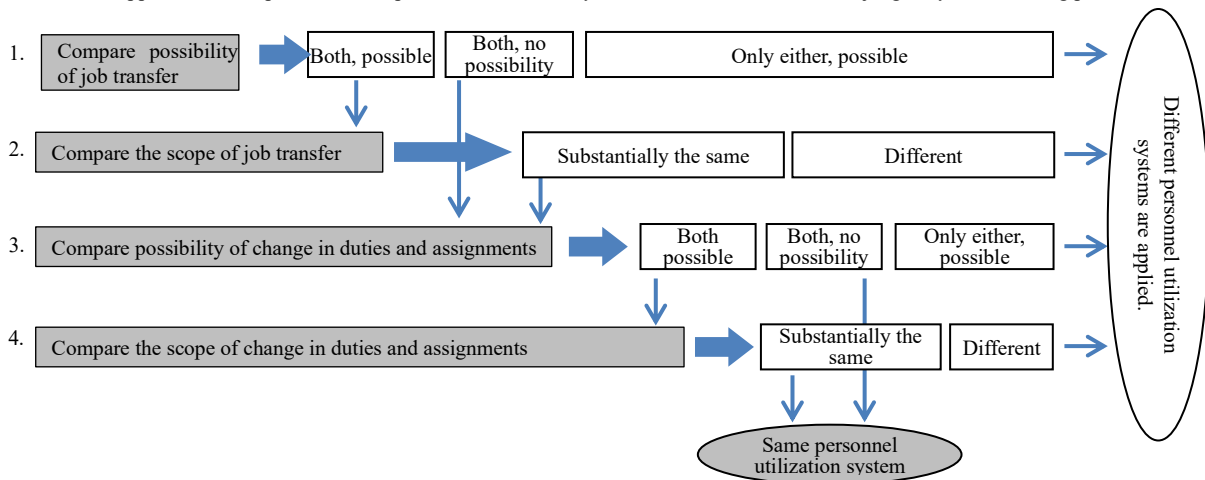 1.
Compare possibility
of job transfer
Both, possible
Both, no
possibility
Only either, possible
2.
Compare the scope of job transfer
Substantially the same
Different
3.
Compare possibility of change in duties and assignments
Both
possible
Both, no
possibility
Only either,
possible
4.
Compare the scope of change in duties and assignments
Substantially the
same
Different
Same personnel
utilization system
Different personnel utilization
systems are applied.